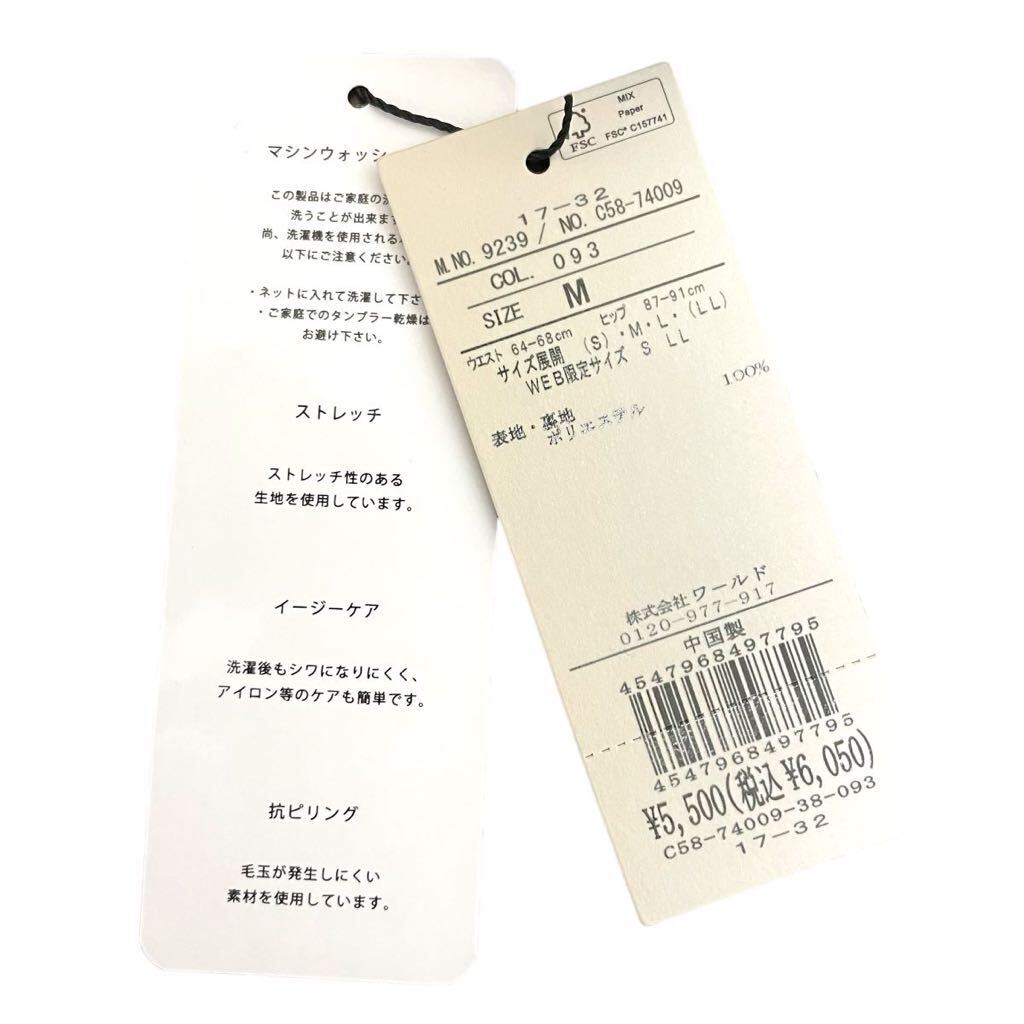 マシンウォッシ
この製品はご家庭の洗
洗うことが出来ます
尚、洗濯機を使用される
以下にご注意ください。
・ネットに入れて洗濯して下さ
・ご家庭でのタンブラー乾燥は
お避け下さい。
ストレッチ
ストレッチ性のある
生地を使用しています。
イージーケア
洗濯後もシワになりにくく、
アイロン等のケアも簡単です。
抗ピリング
毛玉が発生しにくい
素材を使用しています。
FSC
MIX
Paper
FSC® C157741
17-32
M.NO. 9239 / NO. C58-74009
COL. 093
SIZE M
ウエスト 64-68cm ヒップ 87-91cm
サイズ展開 (S)・M・L・(LL)
WEB限定サイズ S LL
表地・裏地
ポリエステル 100%
株式会社ワールド
0120-977-917
中国製
4547968497795
4547968497795
¥5,500(税込¥6,050)
C58-74009-38-093
17-32